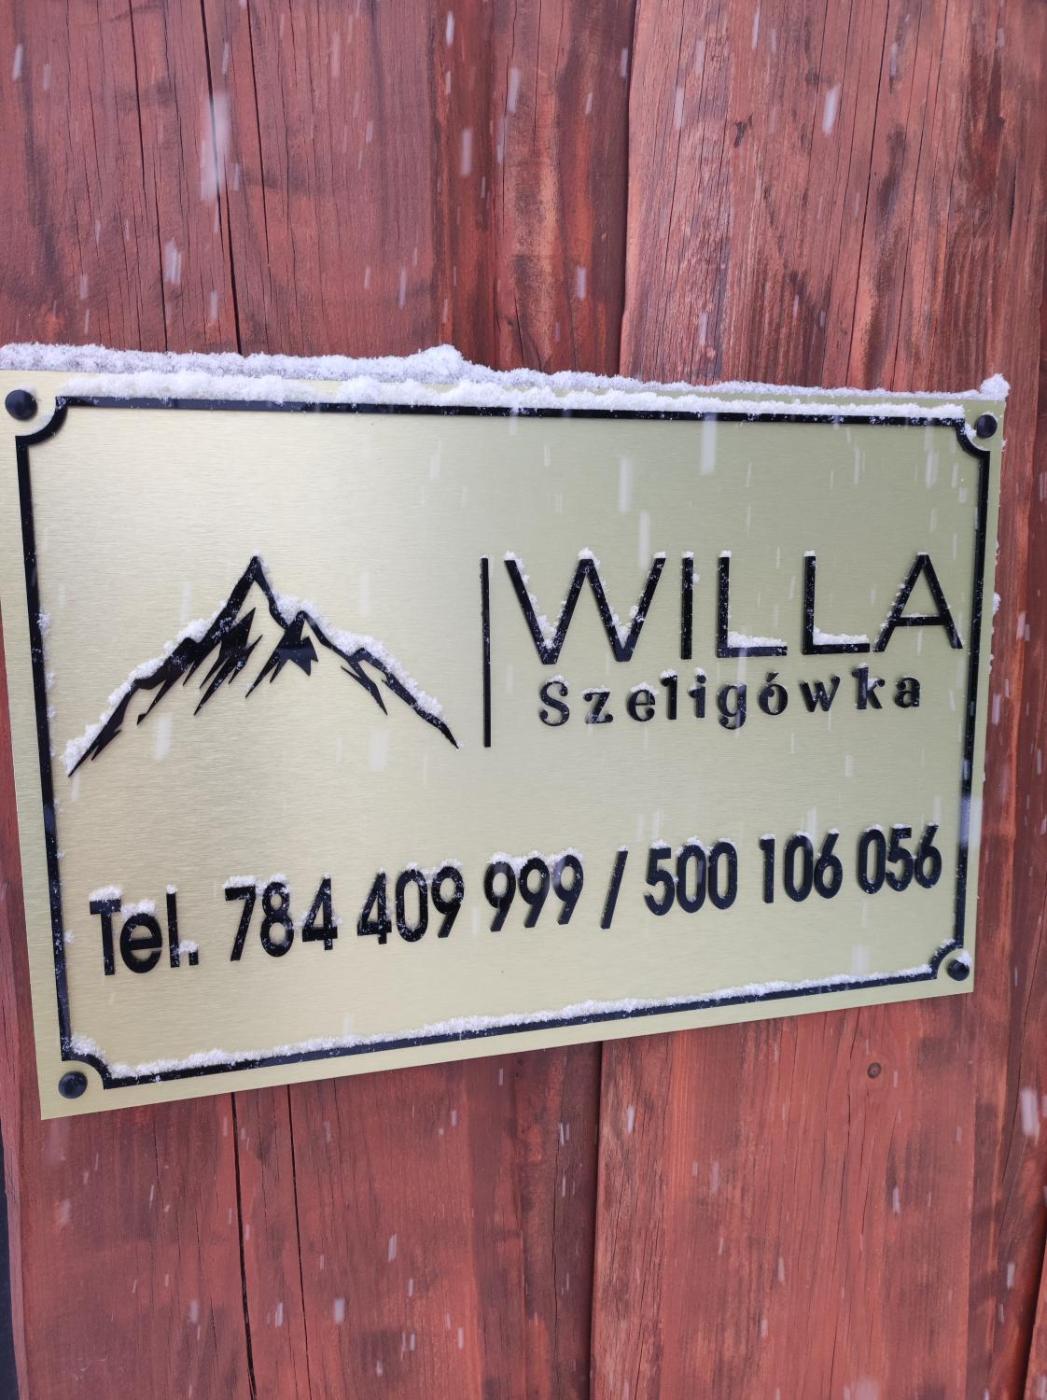 WILLA
Szeligówka
Tel. 784 409 999 / 500 106 056